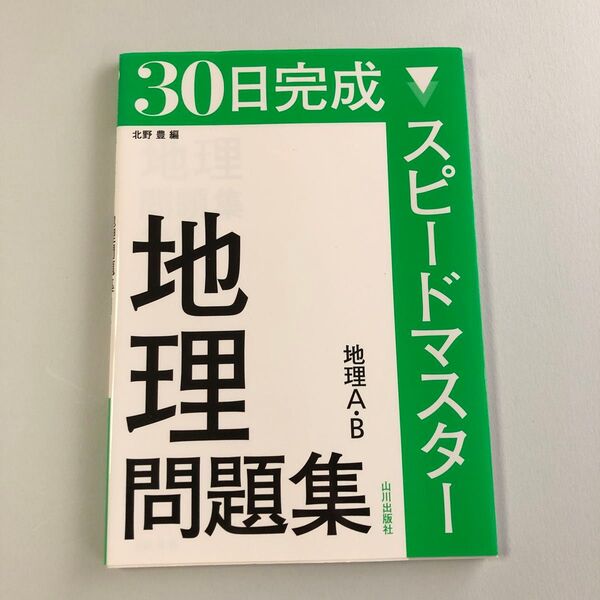 30日完成
スピードマスター
北野 豊 編
地理
問題集
地理A・B
山川出版社